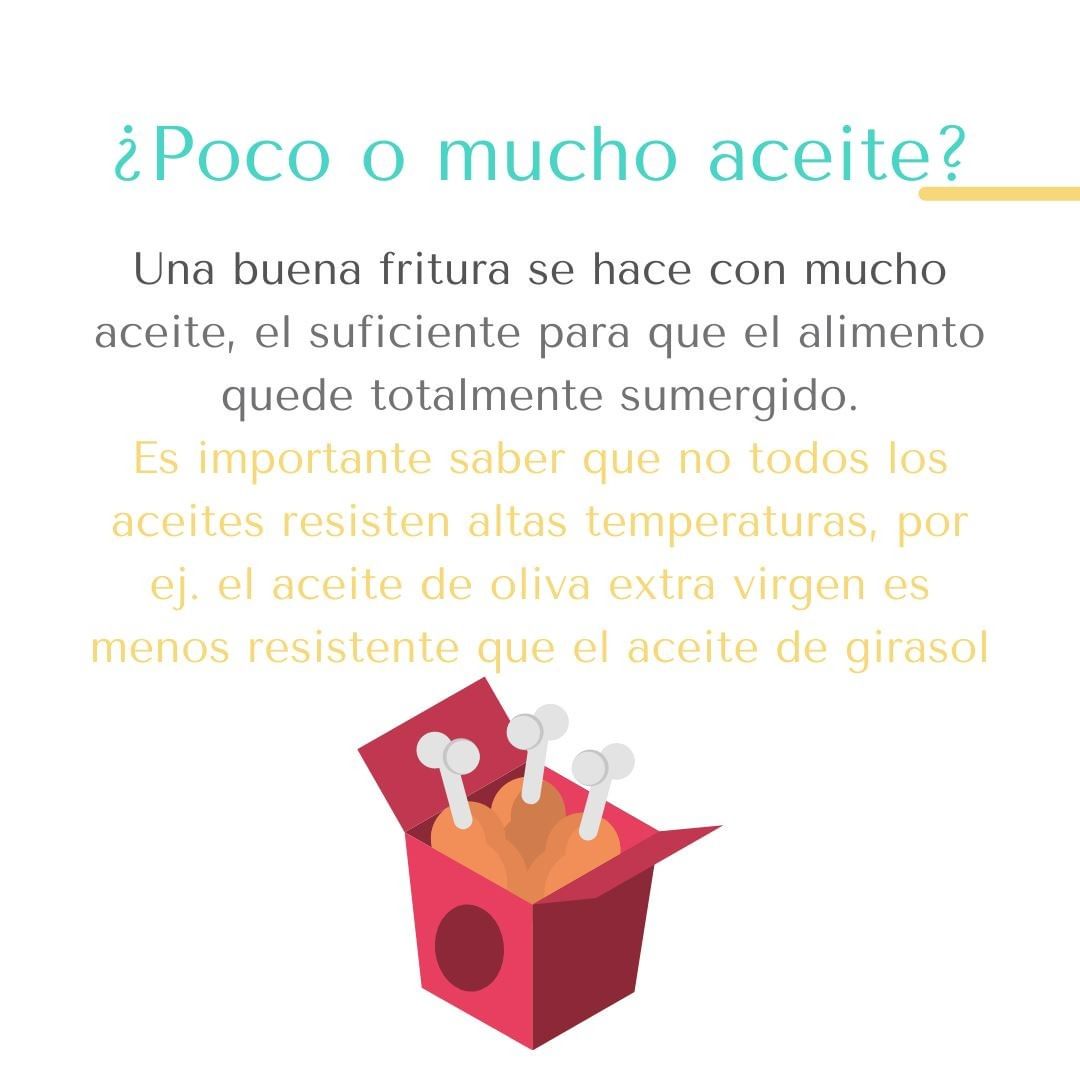 ¿Poco o mucho aceite?
Una buena fritura se hace con mucho
aceite, el suficiente para que el alimento
quede totalmente sumergido.
Es importante saber que no todos los
aceites resisten altas temperaturas, por
ej. el aceite de oliva extra virgen es
menos resistente que el aceite de girasol